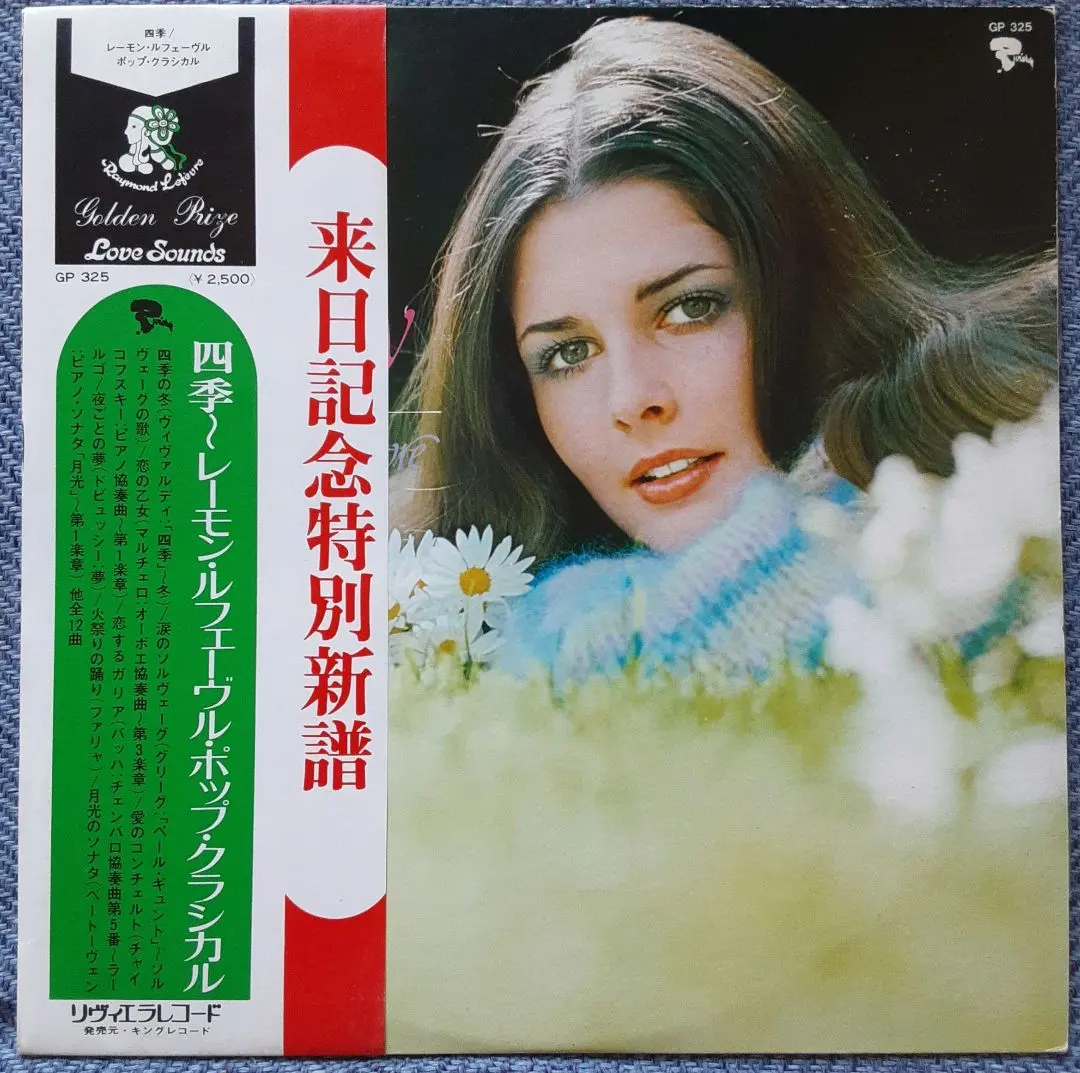 四季/
レーモン・ルフェーヴル
ポップ・クラシカル
Raymond Lefèvre
Golden Prize
Love Sounds
GP 325
〈¥ 2,500〉
四季〜レーモン・ルフェーヴル・ポップ・クラシカル
四季の冬(ヴィヴァルディ:「四季」〜冬)/涙のソルヴェーグ(グリーグ:「ペール・ギュント」〜ソル
ヴェーグの歌)/恋の乙女(マルチェロ:オーボエ協奏曲〜第3楽章)/愛のコンチェルト(チャイ
コフスキー:ピアノ協奏曲〜第1楽章)/恋するガリア(バッハ:チェンバロ協奏曲第5番〜ラー
ルゴ/夜ごとの夢(ドビュッシー:夢)/火祭りの踊り(ファリャ)/月光のソナタ(ベートーヴェン
:ピアノ・ソナタ「月光」〜第1楽章) 他全12曲
リヴィエラレコード
発売元・キングレコード
来日記念特別新譜
GP 325
Riviera